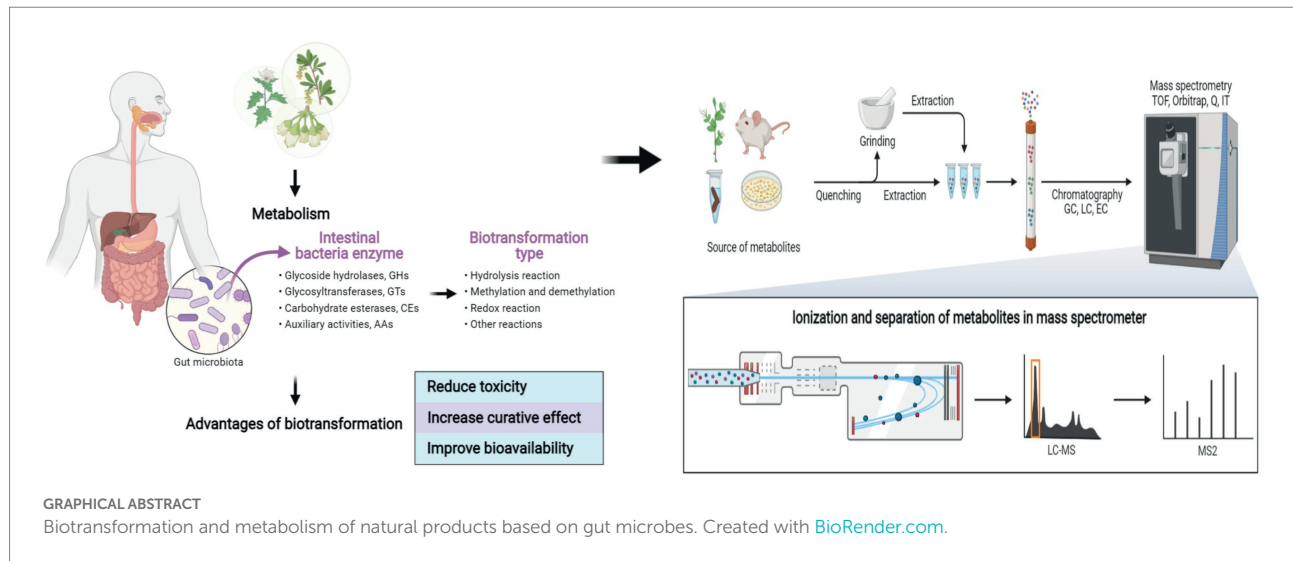 Metabolism
Intestinal
bacteria enzyme
• Glycoside hydrolases, GHs
• Glycosyltransferases, GTs
• Carbohydrate esterases, CEs
• Auxiliary activities, AAs
Biotransformation
type
• Hydrolysis reaction
• Methylation and demethylation
• Redox reaction
• Other reactions
Gut microbiota
Advantages of biotransformation
Reduce toxicity
Increase curative effect
Improve bioavailability
Source of metabolites
Quenching
Grinding
Extraction
Extraction
Chromatography
GC, LC, EC
Mass spectrometry
TOF, Orbitrap, Q, IT
Ionization and separation of metabolites in mass spectrometer
LC-MS
MS2
GRAPHICAL ABSTRACT
Biotransformation and metabolism of natural products based on gut microbes. Created with BioRender.com.